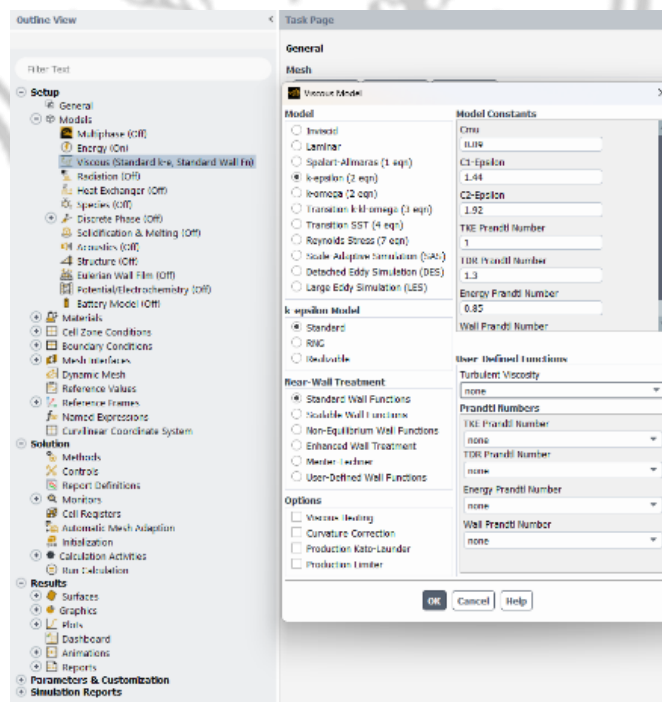 Outline View
<
Task Page
Filter Text
Setup
General
Models
Multiphase (Off)
Energy (On)
Viscous (Standard k-e, Standard Wall Fn)
Radiation (Off)
Heat Exchanger (Off)
Species (Off)
Discrete Phase (Off)
Solidification & Melting (Off)
Acoustics (Off)
Structure (Off)
Eulerian Wall Film (Off)
Potential/Electrochemistry (Off)
Battery Model (Off)
Materials
Cell Zone Conditions
Boundary Conditions
Mesh Interfaces
Dynamic Mesh
Reference Values
Reference Frames
Named Expressions
Curvilinear Coordinate System
Solution
Methods
Controls
Report Definitions
Monitors
Cell Registers
Automatic Mesh Adaption
Initialization
Calculation Activities
Run Calculation
Results
Surfaces
Graphics
Plots
Dashboard
Animations
Reports
Parameters & Customization
Simulation Reports
General
Mesh
Viscous Model
Model
Inviscid
Laminar
Spalart-Allmaras (1 eqn)
k-epsilon (2 eqn)
k-omega (2 eqn)
Transition k-kl-omega (3 eqn)
Transition SST (4 eqn)
Reynolds Stress (7 eqn)
Scale Adaptive Simulation (SAS)
Detached Eddy Simulation (DES)
Large Eddy Simulation (LES)
k-epsilon Model
Standard
RNG
Realizable
Near-Wall Treatment
Standard Wall Functions
Scalable Wall Functions
Non-Equilibrium Wall Functions
Enhanced Wall Treatment
Menter-Lechner
User-Defined Wall Functions
Options
Viscous Heating
Curvature Correction
Production Kato-Launder
Production Limiter
Model Constants
Cmu
0.09
C1-Epsilon
1.44
C2-Epsilon
1.92
TKE Prandtl Number
1
TDR Prandtl Number
1.3
Energy Prandtl Number
0.85
Wall Prandtl Number
User-Defined Functions
Turbulent Viscosity
none
Prandtl Numbers
TKE Prandtl Number
none
TDR Prandtl Number
none
Energy Prandtl Number
none
Wall Prandtl Number
none
OK
Cancel
Help